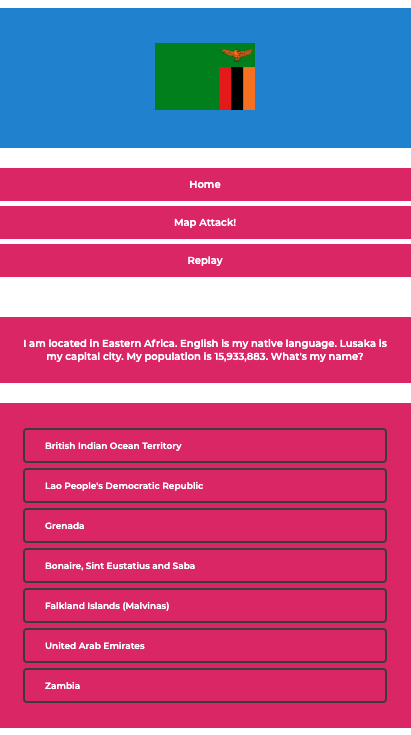 Home
Map Attack!
Replay
I am located in Eastern Africa. English is my native language. Lusaka is
my capital city. My population is 15,933,883. What's my name?
British Indian Ocean Territory
Lao People's Democratic Republic
Grenada
Bonaire, Sint Eustatius and Saba
Falkland Islands (Malvinas)
United Arab Emirates
Zambia